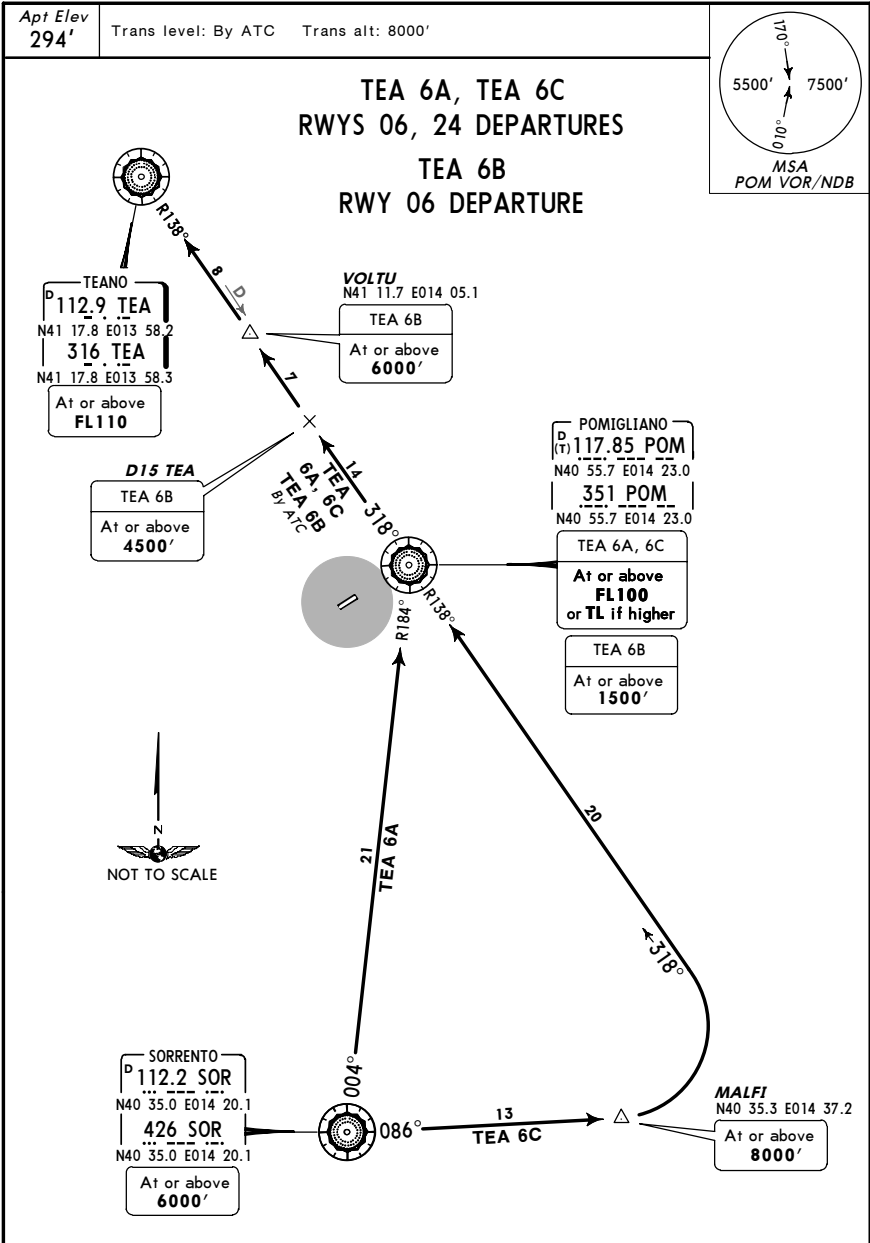 Apt Elev
294'
Trans level: By ATC Trans alt: 8000'
170°
5500' 7500'
010°
MSA
POM VOR/NDB
TEA 6A, TEA 6C
RWYS 06, 24 DEPARTURES
TEA 6B
RWY 06 DEPARTURE
R138°
8
D
TEANO
D 112.9 TEA
N41 17.8 E013 58.2
316 TEA
N41 17.8 E013 58.3
At or above
FL110
VOLTU
N41 11.7 E014 05.1
TEA 6B
At or above
6000'
7
D15 TEA
TEA 6B
At or above
4500'
14
TEA
6A, 6C
TEA 6B
By ATC
318°
POMIGLIANO
D (T) 117.85 POM
N40 55.7 E014 23.0
351 POM
N40 55.7 E014 23.0
TEA 6A, 6C
At or above
FL100
or TL if higher
TEA 6B
At or above
1500'
R184°
R138°
21
TEA 6A
20
N
NOT TO SCALE
318°
SORRENTO
D 112.2 SOR
N40 35.0 E014 20.1
426 SOR
N40 35.0 E014 20.1
At or above
6000'
004°
086°
13
TEA 6C
MALFI
N40 35.3 E014 37.2
At or above
8000'